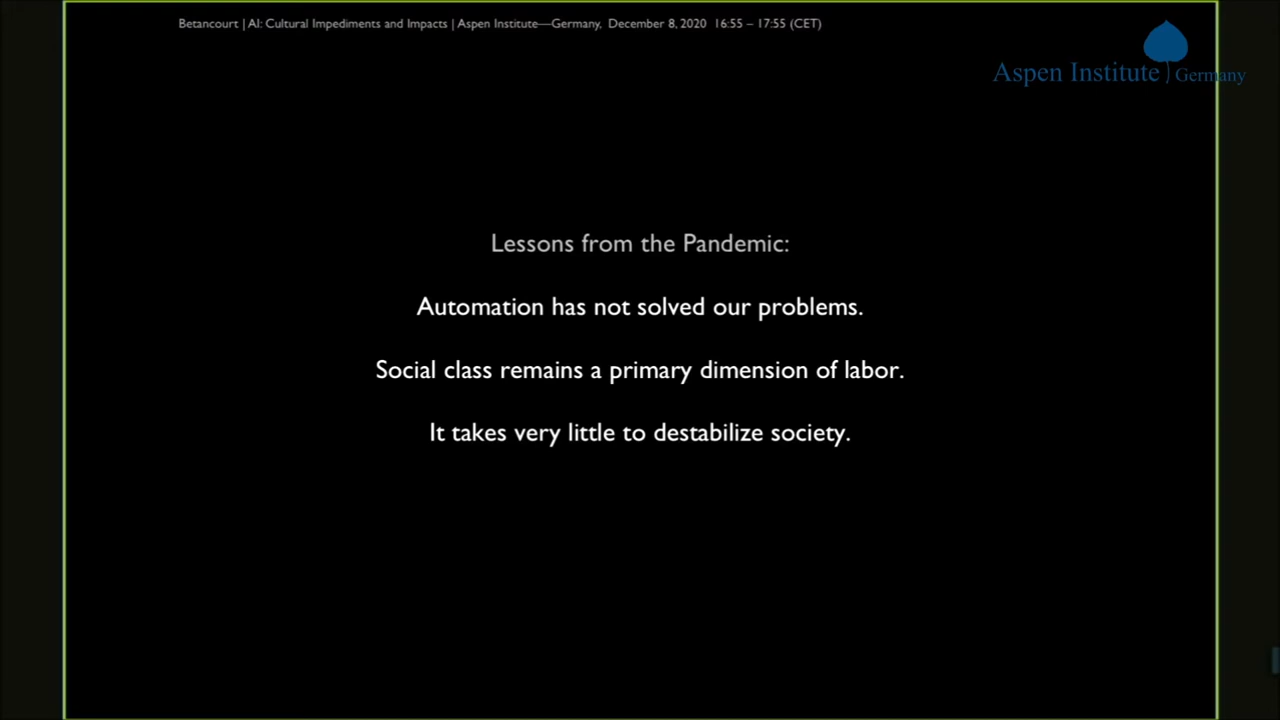 Betancourt | AI: Cultural Impediments and Impacts | Aspen Institute—Germany, December 8, 2020 16:55 – 17:55 (CET)
Aspen Institute Germany
Lessons from the Pandemic:
Automation has not solved our problems.
Social class remains a primary dimension of labor.
It takes very little to destabilize society.